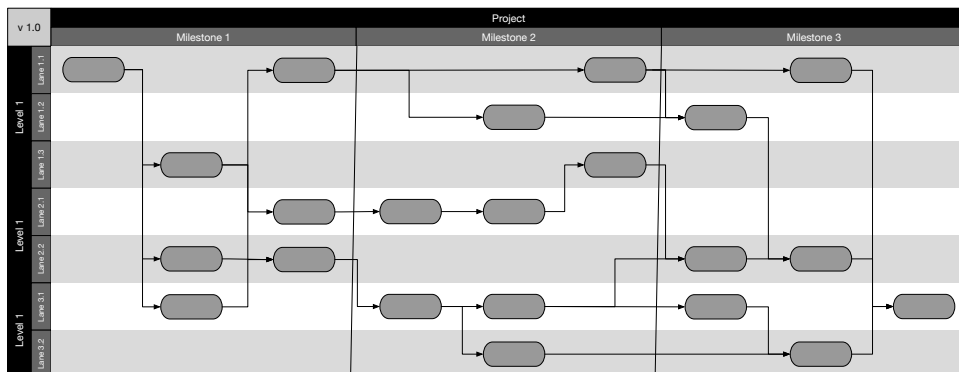 v 1.0
Project
Milestone 1
Milestone 2
Milestone 3
Level 1
Lane 1.1
Lane 1.2
Lane 1.3
Level 1
Lane 2.1
Lane 2.2
Level 1
Lane 3.1
Lane 3.2